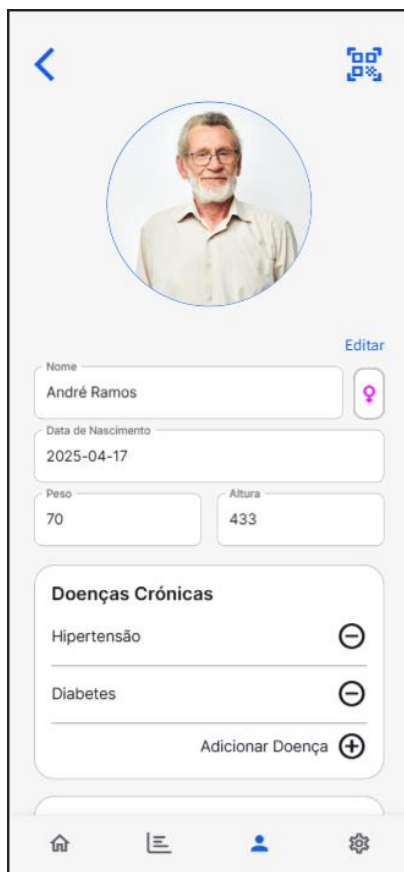 Editar
Nome
André Ramos
Data de Nascimento
2025-04-17
Peso
Altura
70
433
Doenças Crónicas
Hipertensão
Diabetes
Adicionar Doença